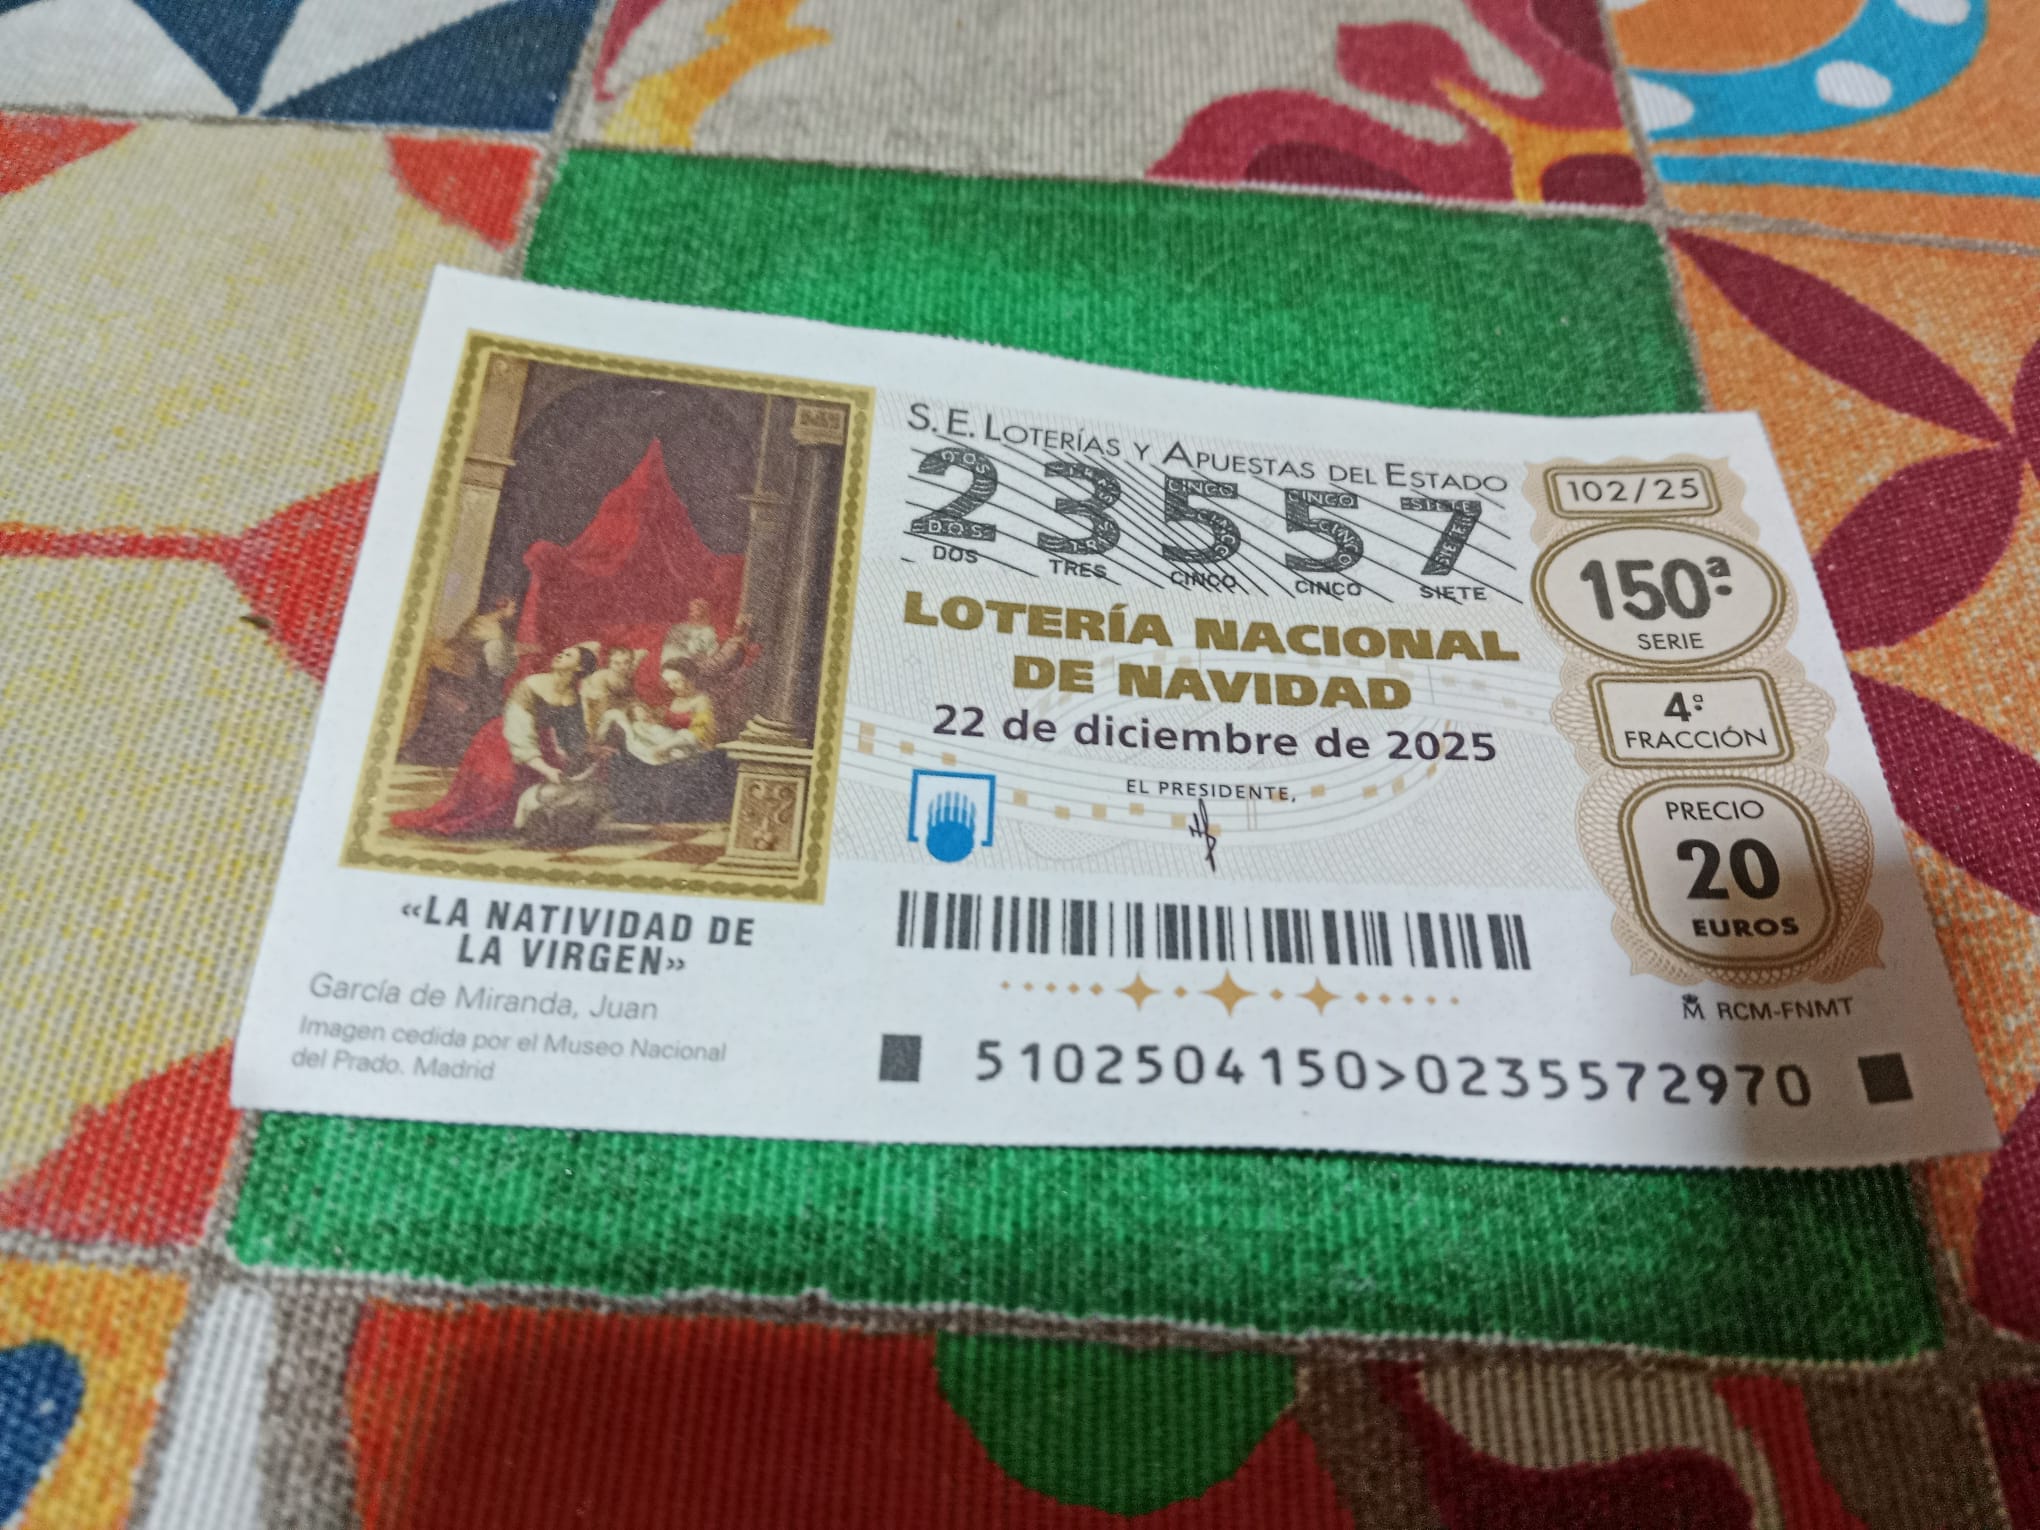 S. E. LOTERÍAS Y APUESTAS DEL ESTADO
23557
DOS TRES CINCO CINCO SIETE
LOTERÍA NACIONAL
DE NAVIDAD
22 de diciembre de 2025
EL PRESIDENTE,
102/25
150ª
SERIE
4ª
FRACCIÓN
PRECIO
20
EUROS
RCM-FNMT
«LA NATIVIDAD DE
LA VIRGEN»
García de Miranda, Juan
Imagen cedida por el Museo Nacional
del Prado. Madrid
5102504150>0235572970